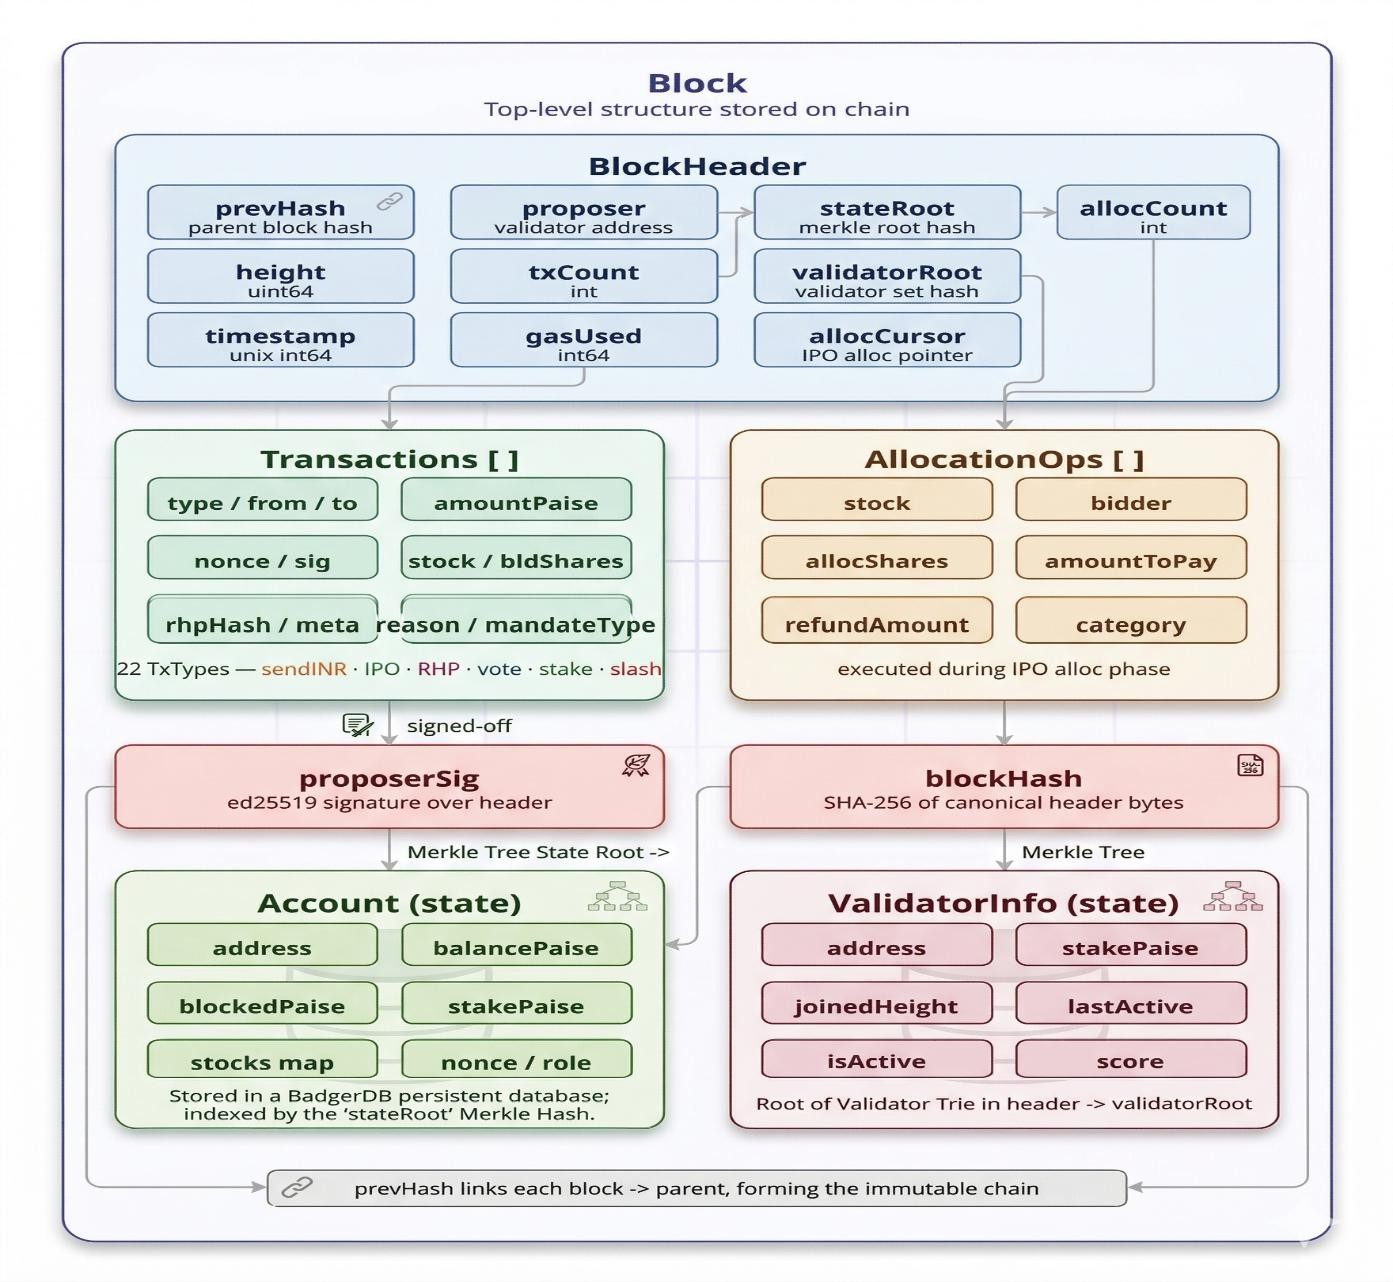 Block
Top-level structure stored on chain
BlockHeader
prevHash
parent block hash
proposer
validator address
stateRoot
merkle root hash
allocCount
int
height
uint64
txCount
int
validatorRoot
validator set hash
timestamp
unix int64
gasUsed
int64
allocCursor
IPO alloc pointer
Transactions [ ]
type / from / to
amountPaise
nonce / sig
stock / bldShares
rhpHash / meta
reason / mandateType
22 TxTypes — sendINR · IPO · RHP · vote · stake · slash
AllocationOps [ ]
stock
bidder
allocShares
amountToPay
refundAmount
category
executed during IPO alloc phase
signed-off
proposerSig
ed25519 signature over header
blockHash
SHA-256 of canonical header bytes
SHA-
256
Merkle Tree State Root ->
Merkle Tree
Account (state)
address
balancePaise
blockedPaise
stakePaise
stocks map
nonce / role
Stored in a BadgerDB persistent database;
indexed by the ‘stateRoot’ Merkle Hash.
ValidatorInfo (state)
address
stakePaise
joinedHeight
lastActive
isActive
score
Root of Validator Trie in header -> validatorRoot
prevHash links each block -> parent, forming the immutable chain